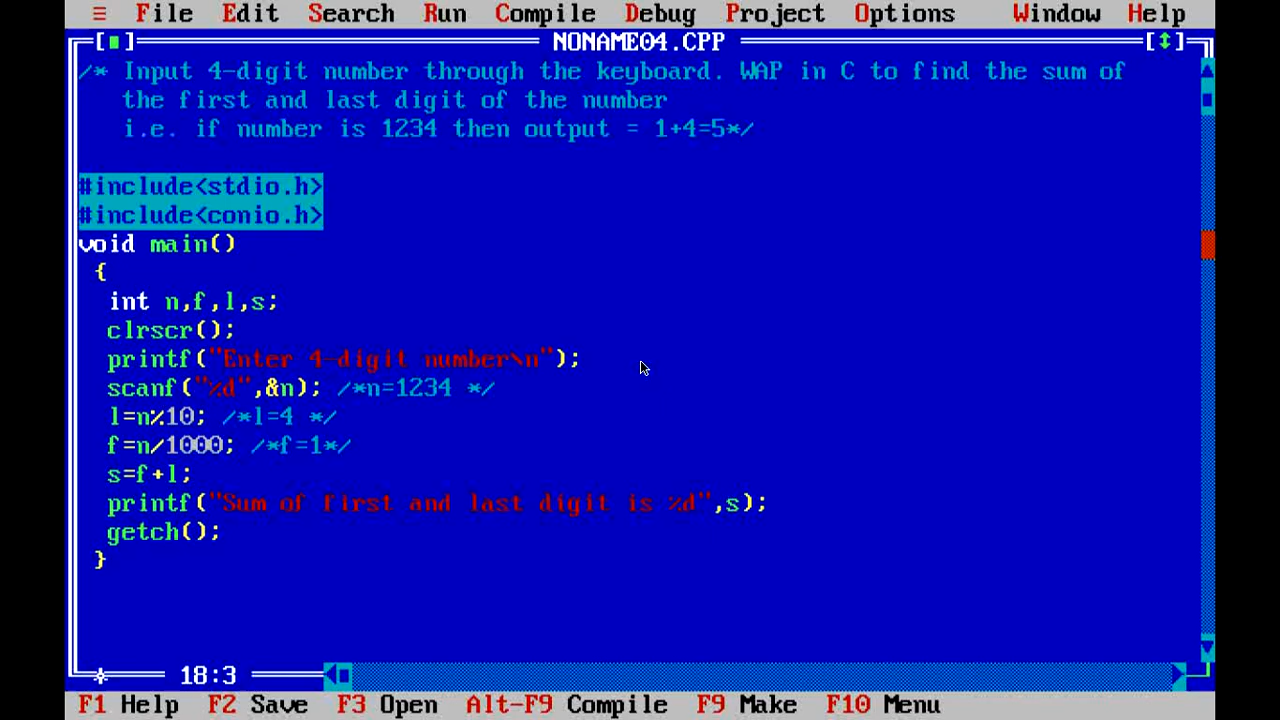 ≡ File Edit Search Run Compile Debug Project Options Window Help
[■] NONAME04.CPP [↕]
/* Input 4-digit number through the keyboard. WAP in C to find the sum of
the first and last digit of the number
i.e. if number is 1234 then output = 1+4=5*/
#include<stdio.h>
#include<conio.h>
void main()
{
int n,f,l,s;
clrscr();
printf("Enter 4-digit number\n");
scanf("%d",&n); /*n=1234 */
l=n%10; /*l=4 */
f=n/1000; /*f=1*/
s=f+l;
printf("Sum of first and last digit is %d",s);
getch();
}
18:3
F1 Help F2 Save F3 Open Alt-F9 Compile F9 Make F10 Menu